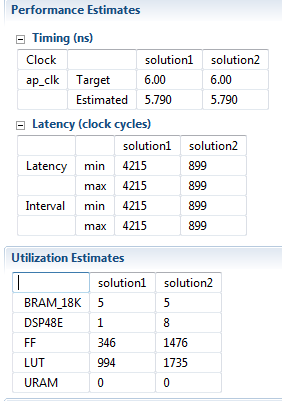 Performance Estimates
Timing (ns)
Clock solution1 solution2
ap_clk Target 6.00 6.00
Estimated 5.790 5.790
Latency (clock cycles)
solution1 solution2
Latency min 4215 899
max 4215 899
Interval min 4215 899
max 4215 899
Utilization Estimates
solution1 solution2
BRAM_18K 5 5
DSP48E 1 8
FF 346 1476
LUT 994 1735
URAM 0 0